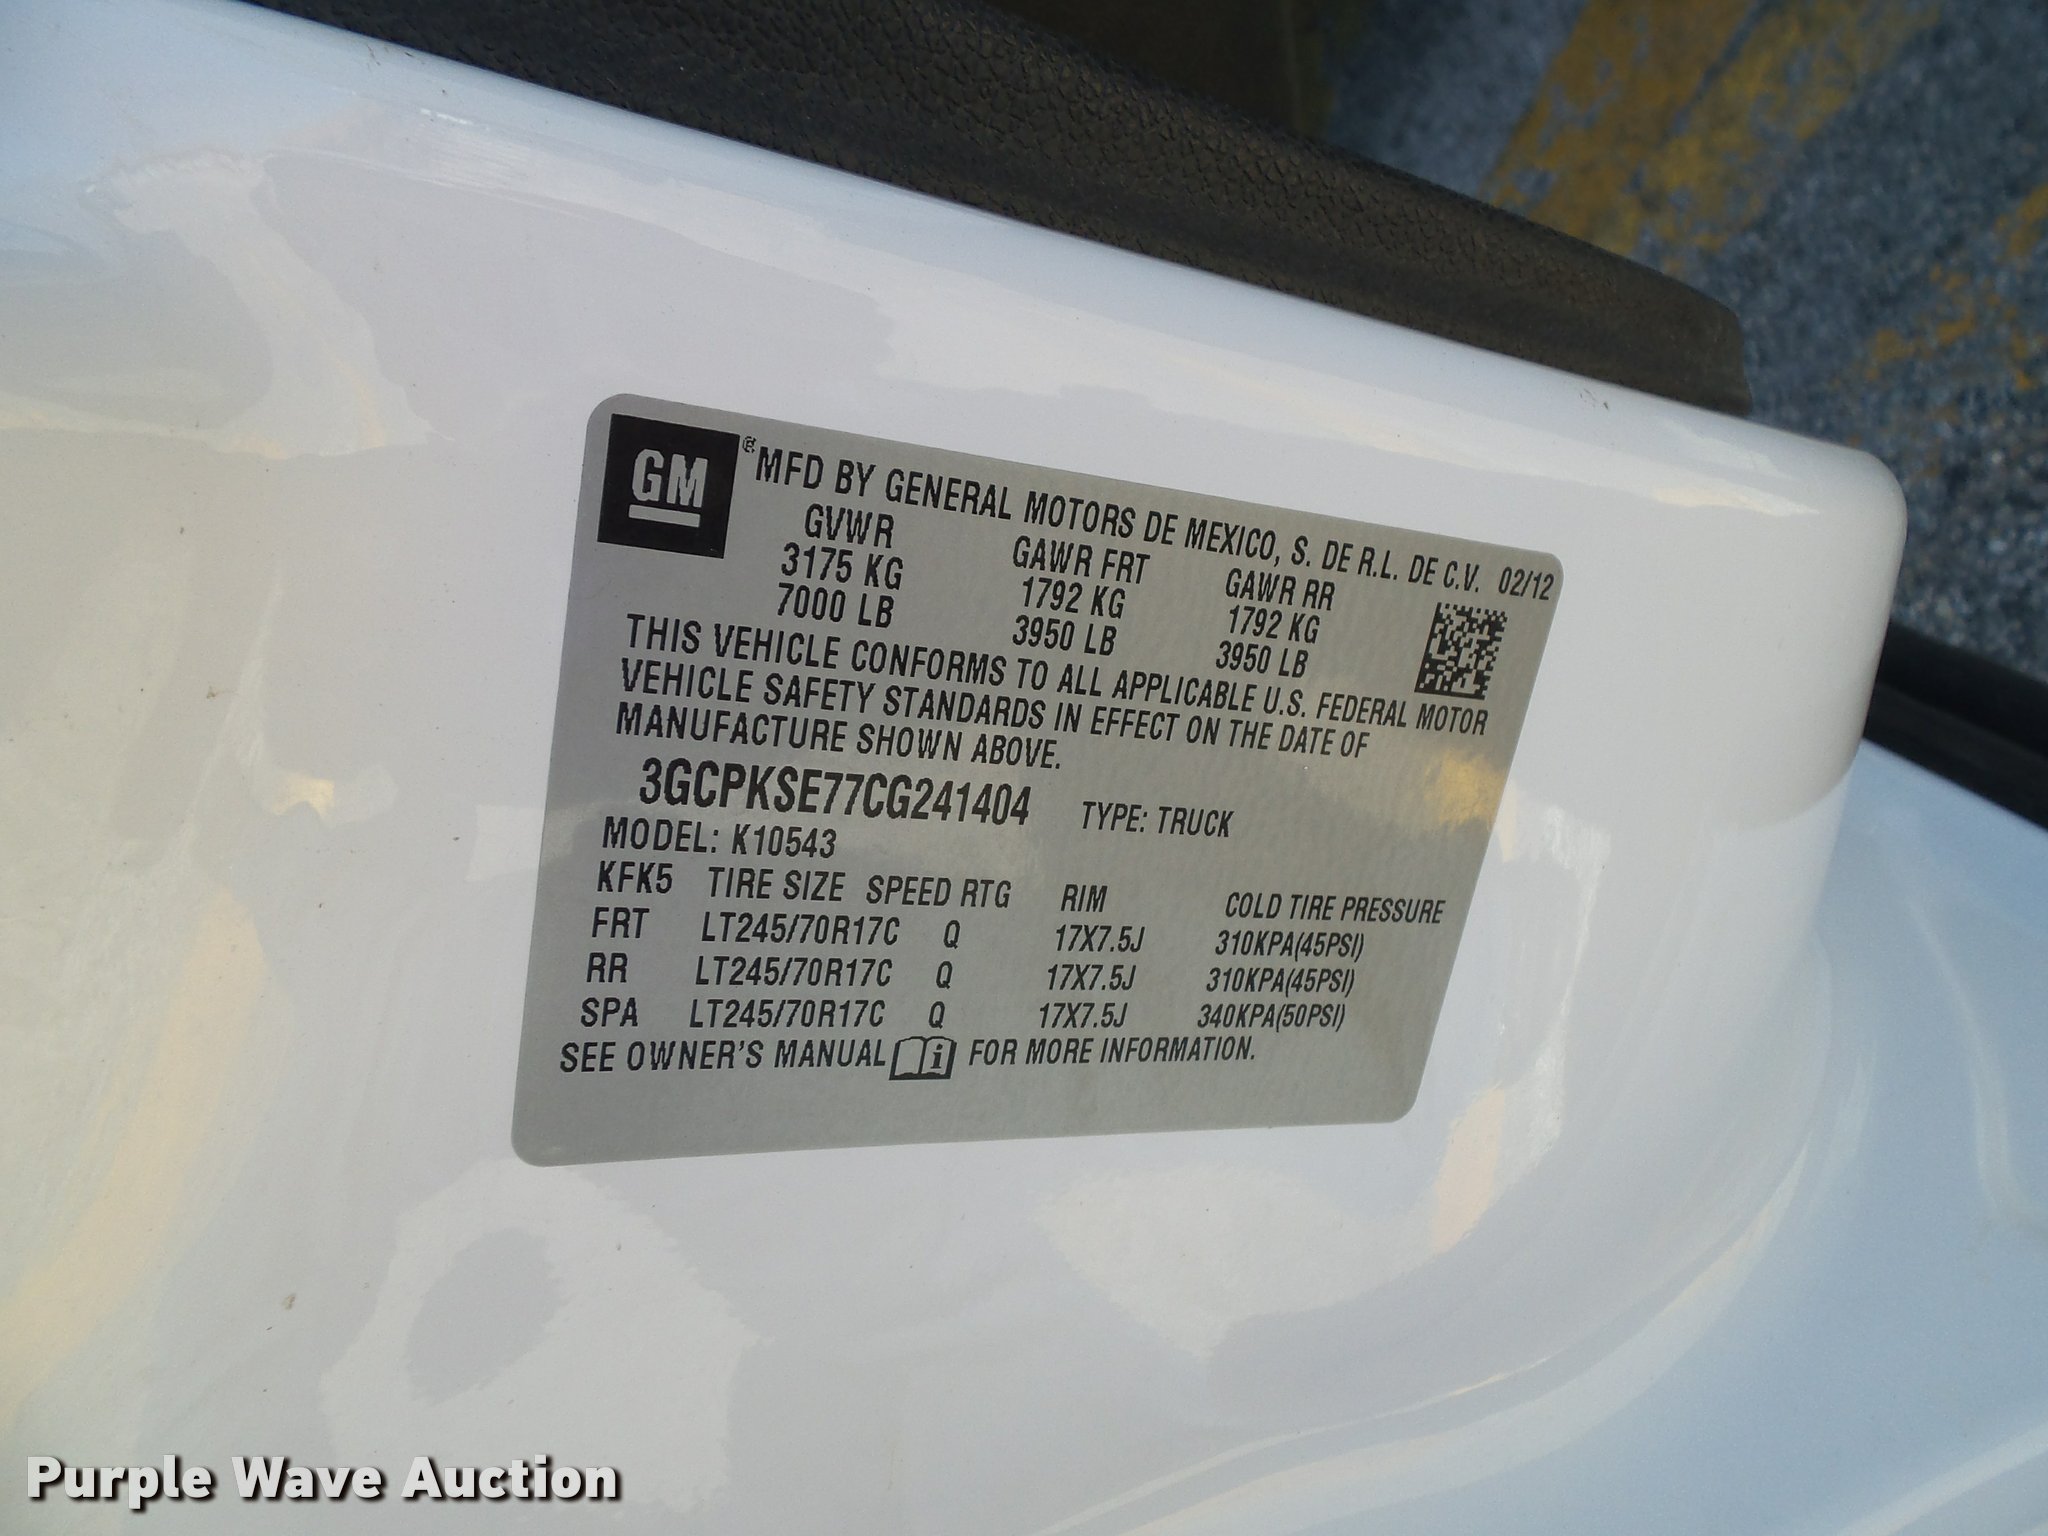 GM ® MFD BY GENERAL MOTORS DE MEXICO, S. DE R.L. DE C.V. 02/12
GVWR GAWR FRT GAWR RR
3175 KG 1792 KG 1792 KG
7000 LB 3950 LB 3950 LB
THIS VEHICLE CONFORMS TO ALL APPLICABLE U.S. FEDERAL MOTOR
VEHICLE SAFETY STANDARDS IN EFFECT ON THE DATE OF
MANUFACTURE SHOWN ABOVE.
3GCPKSE77CG241404 TYPE: TRUCK
MODEL: K10543
KFK5 TIRE SIZE SPEED RTG RIM COLD TIRE PRESSURE
FRT LT245/70R17C Q 17X7.5J 310KPA(45PSI)
RR LT245/70R17C Q 17X7.5J 310KPA(45PSI)
SPA LT245/70R17C Q 17X7.5J 340KPA(50PSI)
SEE OWNER'S MANUAL i FOR MORE INFORMATION.
Purple Wave Auction